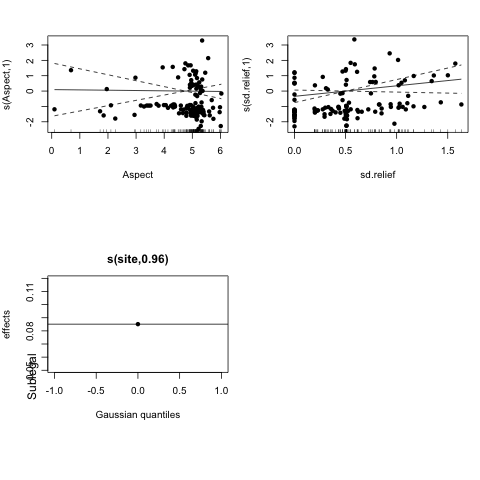 s(Aspect,1)
3
2
1
0
-2
0 1 2 3 4 5 6
Aspect
s(sd.relief,1)
3
2
1
0
-2
0.0 0.5 1.0 1.5
sd.relief
s(site,0.96)
effects
0.11
0.08
-1.0 -0.5 0.0 0.5 1.0
Gaussian quantiles